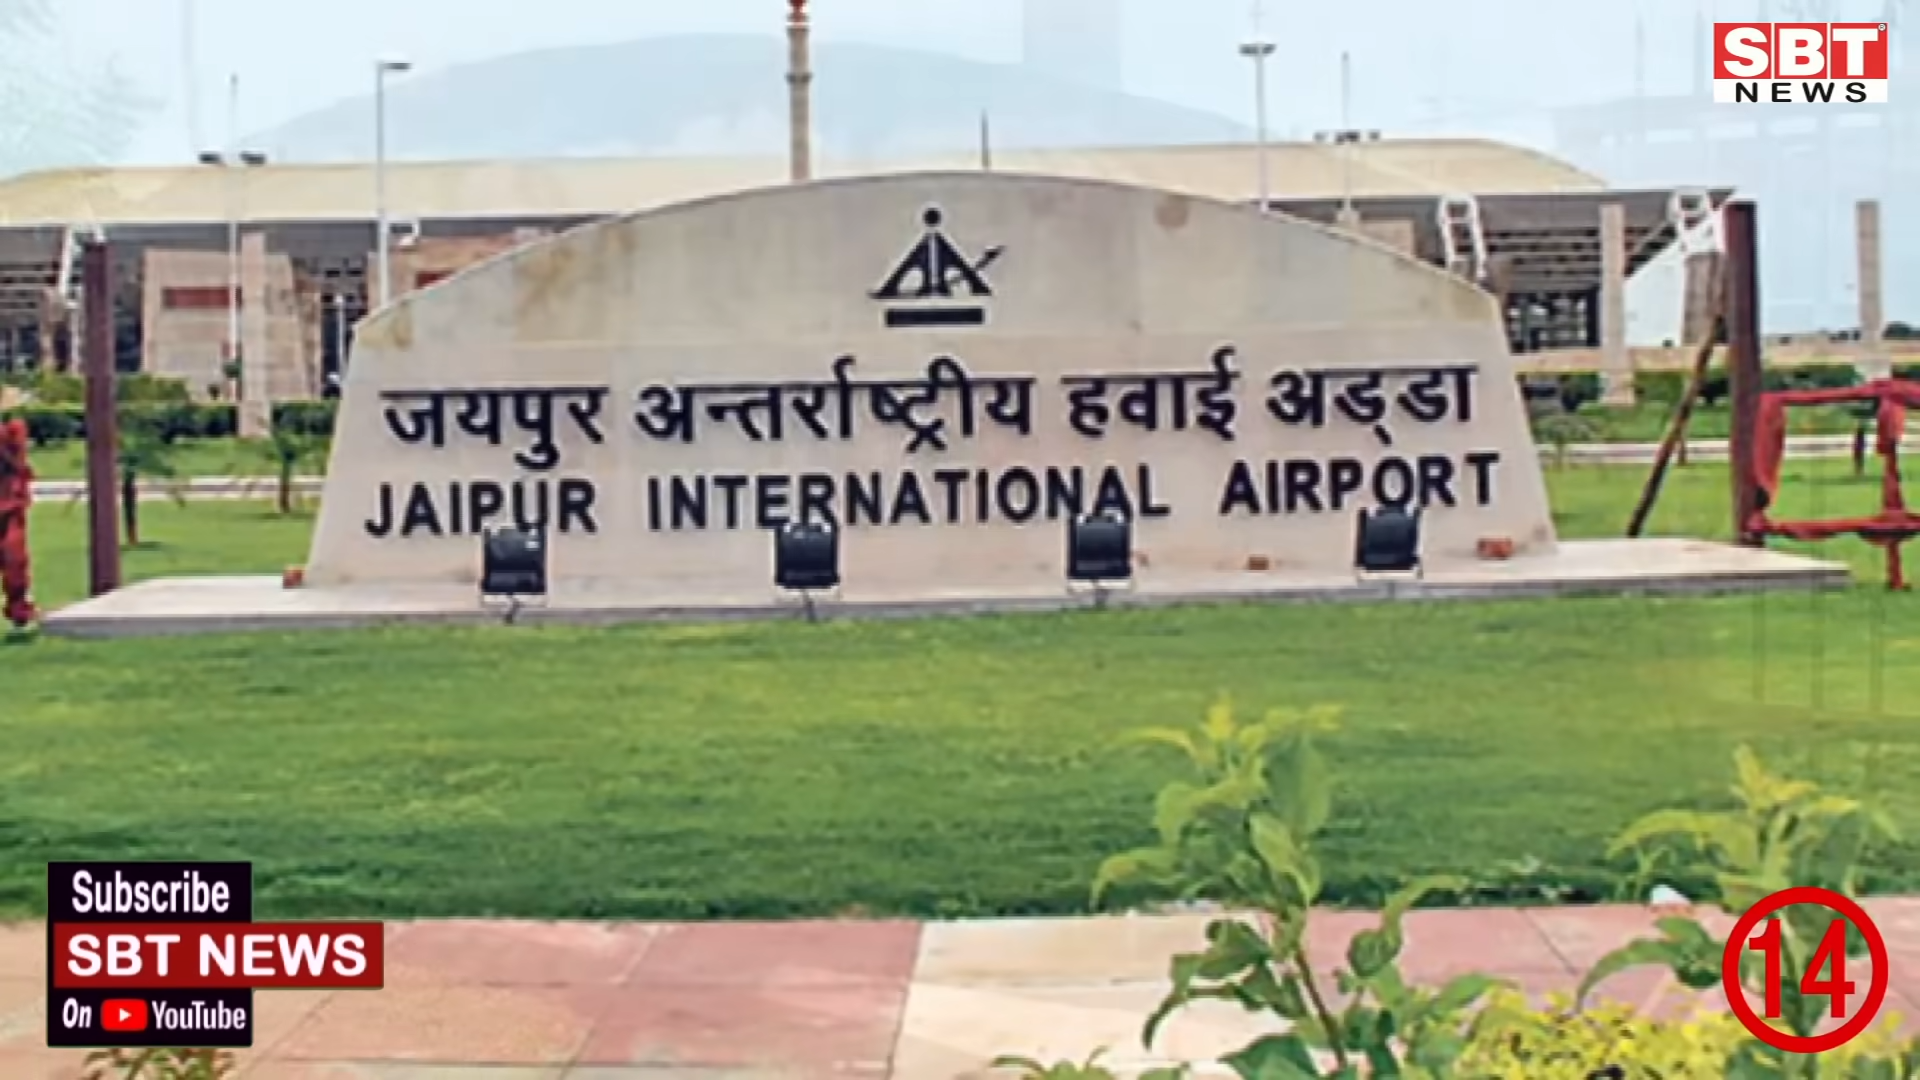 SBT
NEWS
जयपुर अन्तर्राष्ट्रीय हवाई अड्डा
JAIPUR INTERNATIONAL AIRPORT
Subscribe
SBT NEWS
On YouTube
14